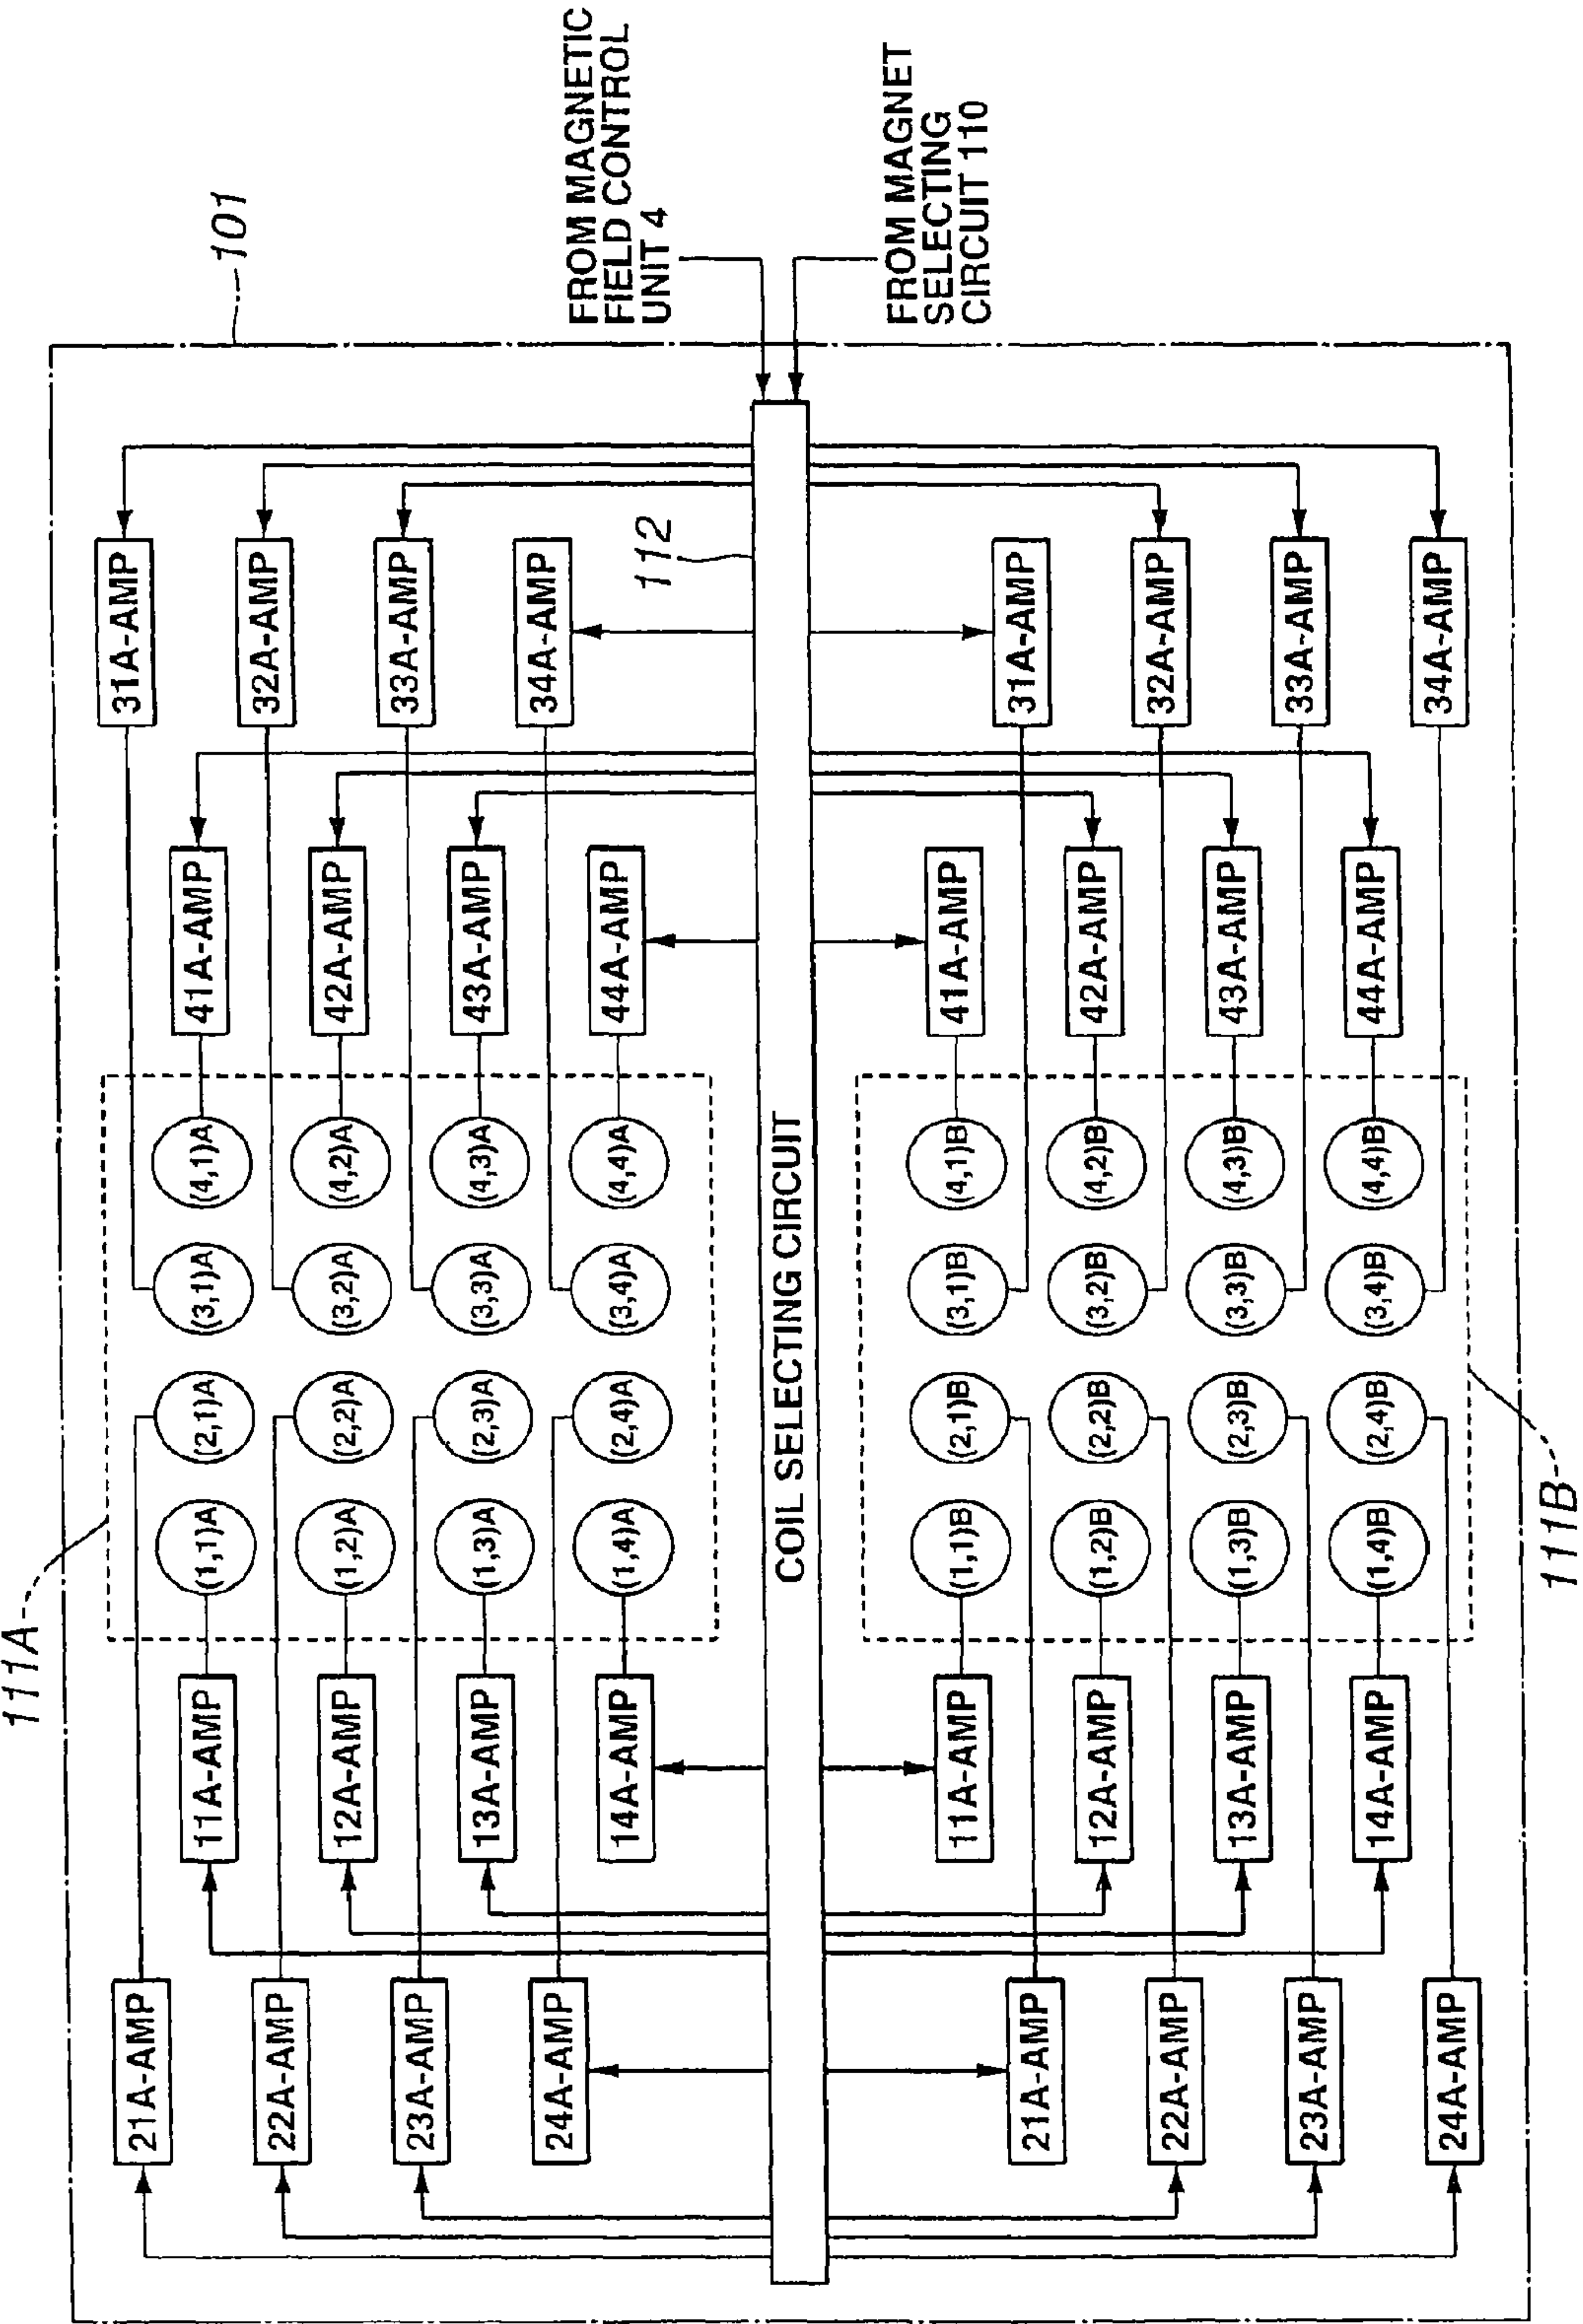 101
FROM MAGNETIC
FIELD CONTROL
UNIT 4
FROM MAGNET
SELECTING
CIRCUIT 110
31A-AMP
32A-AMP
33A-AMP
34A-AMP
112
31A-AMP
32A-AMP
33A-AMP
34A-AMP
41A-AMP
42A-AMP
43A-AMP
44A-AMP
41A-AMP
42A-AMP
43A-AMP
44A-AMP
(4,1)A
(4,2)A
(4,3)A
(4,4)A
(4,1)B
(4,2)B
(4,3)B
(4,4)B
(3,1)A
(3,2)A
(3,3)A
(3,4)A
(3,1)B
(3,2)B
(3,3)B
(3,4)B
COIL SELECTING CIRCUIT
(2,1)A
(2,2)A
(2,3)A
(2,4)A
(2,1)B
(2,2)B
(2,3)B
(2,4)B
(1,1)A
(1,2)A
(1,3)A
(1,4)A
(1,1)B
(1,2)B
(1,3)B
(1,4)B
111A
111B
11A-AMP
12A-AMP
13A-AMP
14A-AMP
11A-AMP
12A-AMP
13A-AMP
14A-AMP
21A-AMP
22A-AMP
23A-AMP
24A-AMP
21A-AMP
22A-AMP
23A-AMP
24A-AMP